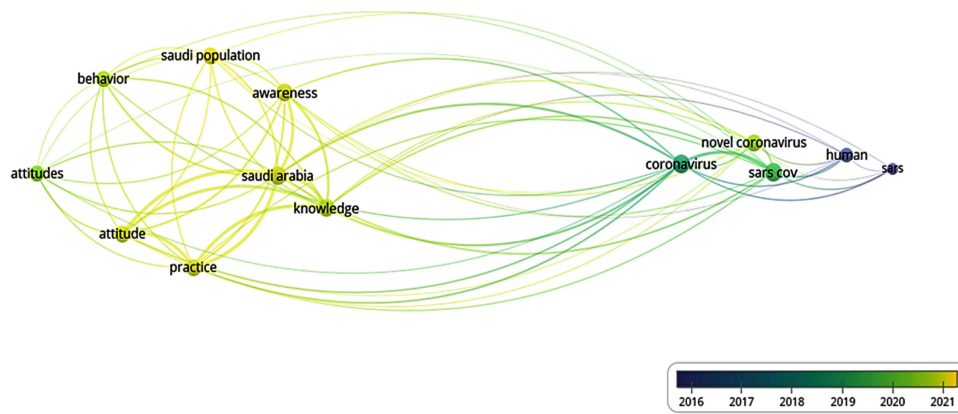 saudi population
behavior
awareness
attitudes
saudi arabia
knowledge
attitude
practice
novel coronavirus
coronavirus
sars cov
human
sars
2016 2017 2018 2019 2020 2021